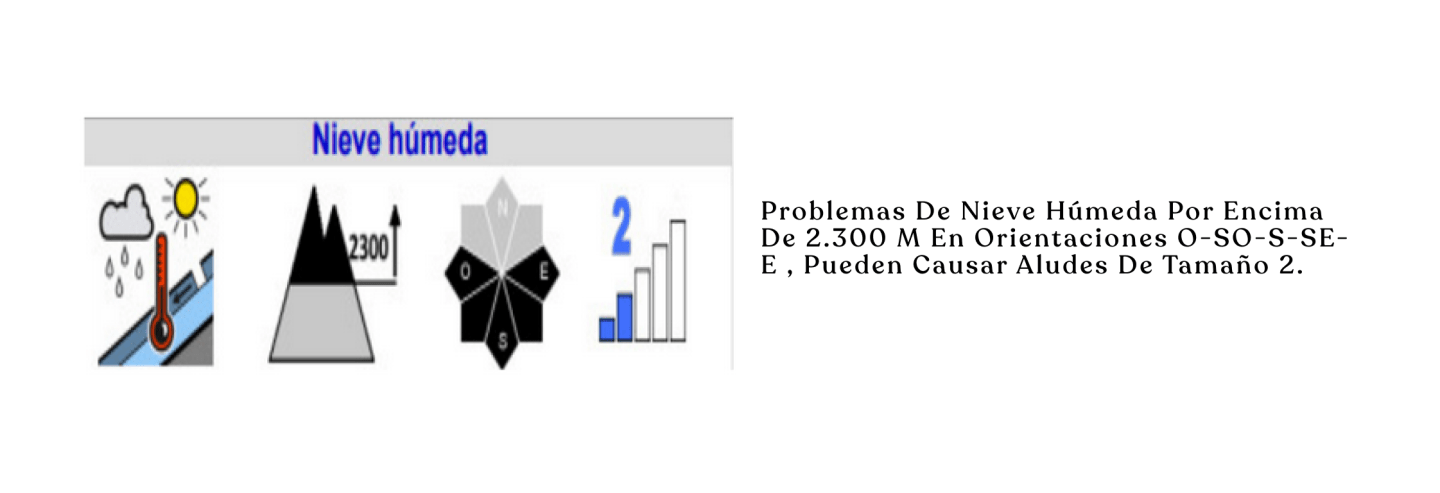 Nieve húmeda
2300
N
O
E
S
2
Problemas De Nieve Húmeda Por Encima
De 2.300 M En Orientaciones O-SO-S-SE-
E , Pueden Causar Aludes De Tamaño 2.